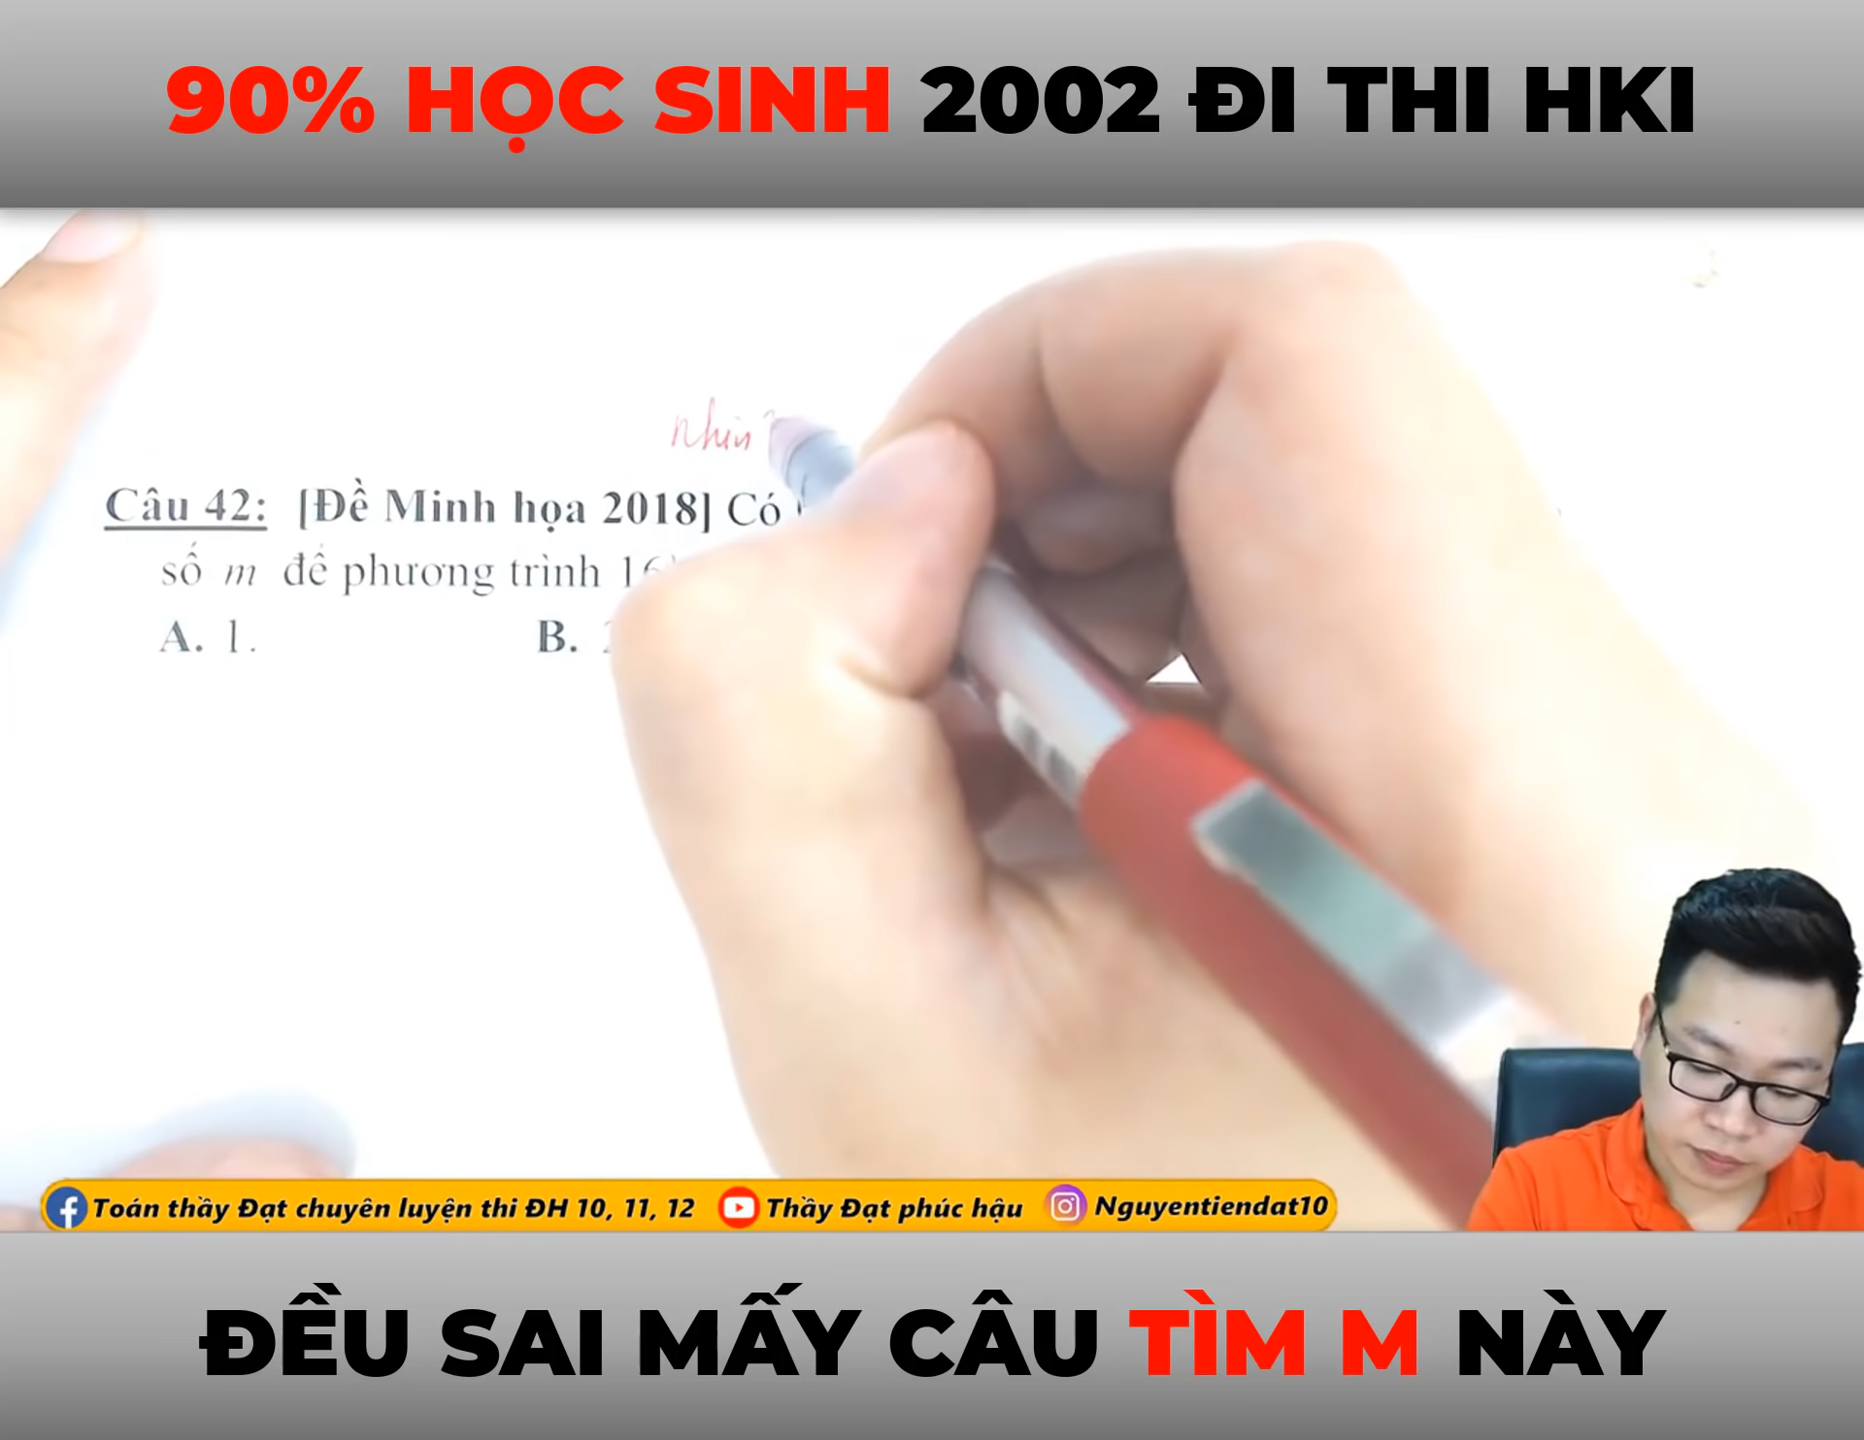 90% HỌC SINH 2002 ĐI THI HKI
nhìn
Câu 42: [Đề Minh họa 2018] Có
số m để phương trình
A. 1. B.
Toán thầy Đạt chuyên luyện thi ĐH 10, 11, 12 Thầy Đạt phúc hậu Nguyentiendat10
ĐỀU SAI MẤY CÂU TÌM M NÀY